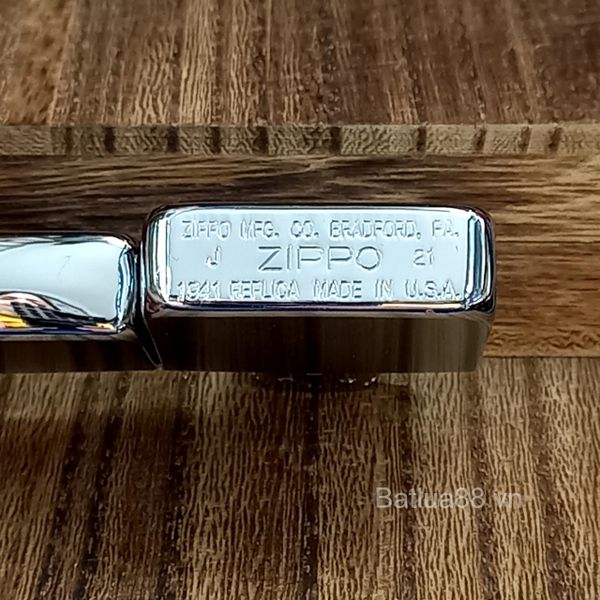 ZIPPO MFG. CO. BRADFORD, PA.
J ZIPPO 21
1941 REPLICA MADE IN U.S.A.
Batlua88.vn